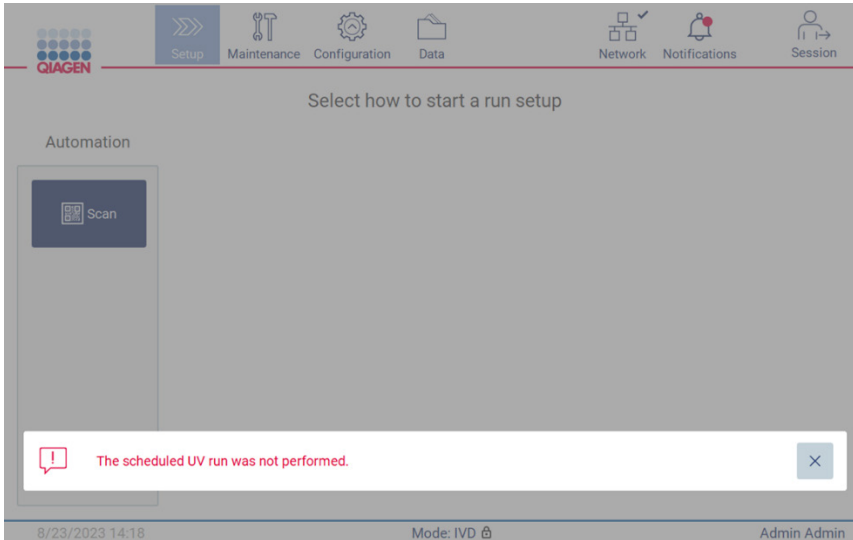 QIAGEN
Setup
Maintenance
Configuration
Data
Network
Notifications
Session
Select how to start a run setup
Automation
Scan
The scheduled UV run was not performed.
8/23/2023 14:18
Mode: IVD
Admin Admin